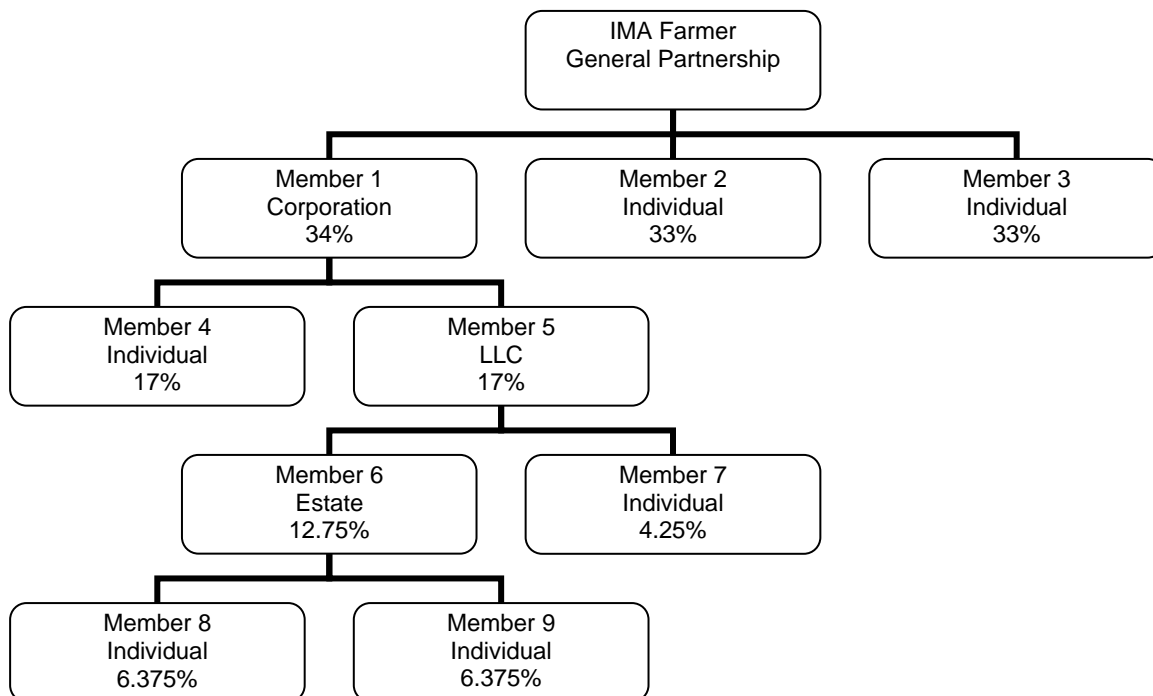 IMA Farmer
General Partnership
Member 1
Corporation
34%
Member 2
Individual
33%
Member 3
Individual
33%
Member 4
Individual
17%
Member 5
LLC
17%
Member 6
Estate
12.75%
Member 7
Individual
4.25%
Member 8
Individual
6.375%
Member 9
Individual
6.375%